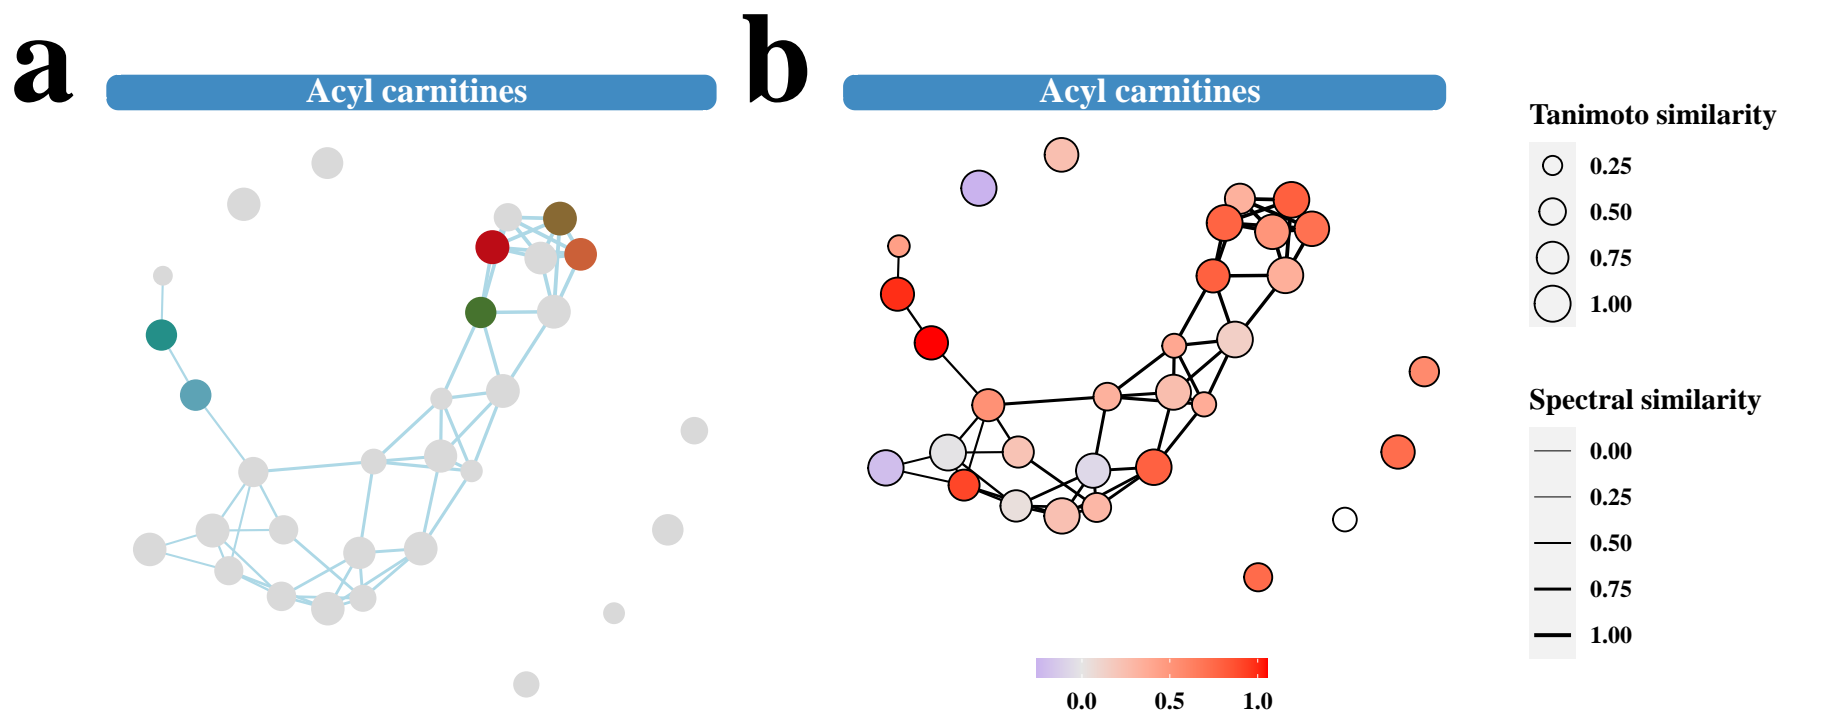 a
Acyl carnitines
b
Acyl carnitines
Tanimoto similarity
0.25
0.50
0.75
1.00
Spectral similarity
0.00
0.25
0.50
0.75
1.00
0.0 0.5 1.0